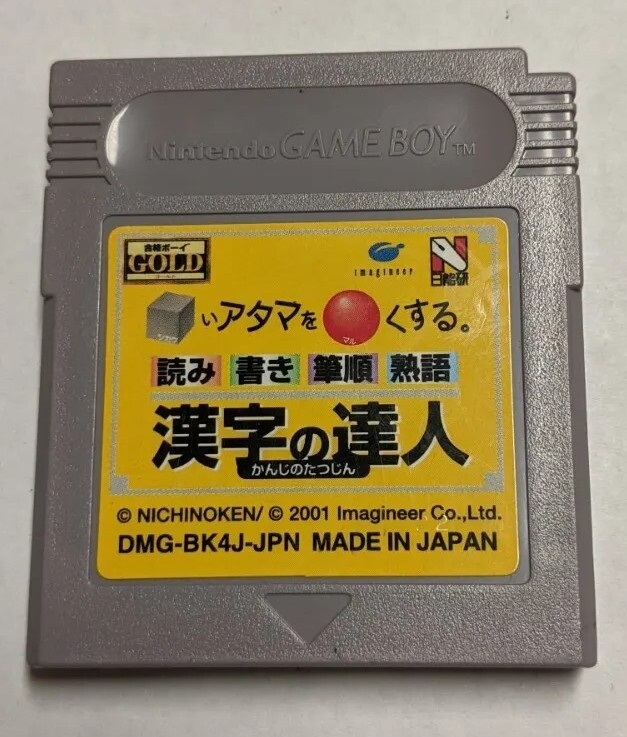 Nintendo GAME BOY TM
合格ボーイ
GOLD
ゴールド
imagineer
N
日能研
シカクいアタマをマルくする。
読み 書き 筆順 熟語
漢字の達人
かんじのたつじん
© NICHINOKEN/ © 2001 Imagineer Co.,Ltd.
DMG-BK4J-JPN MADE IN JAPAN